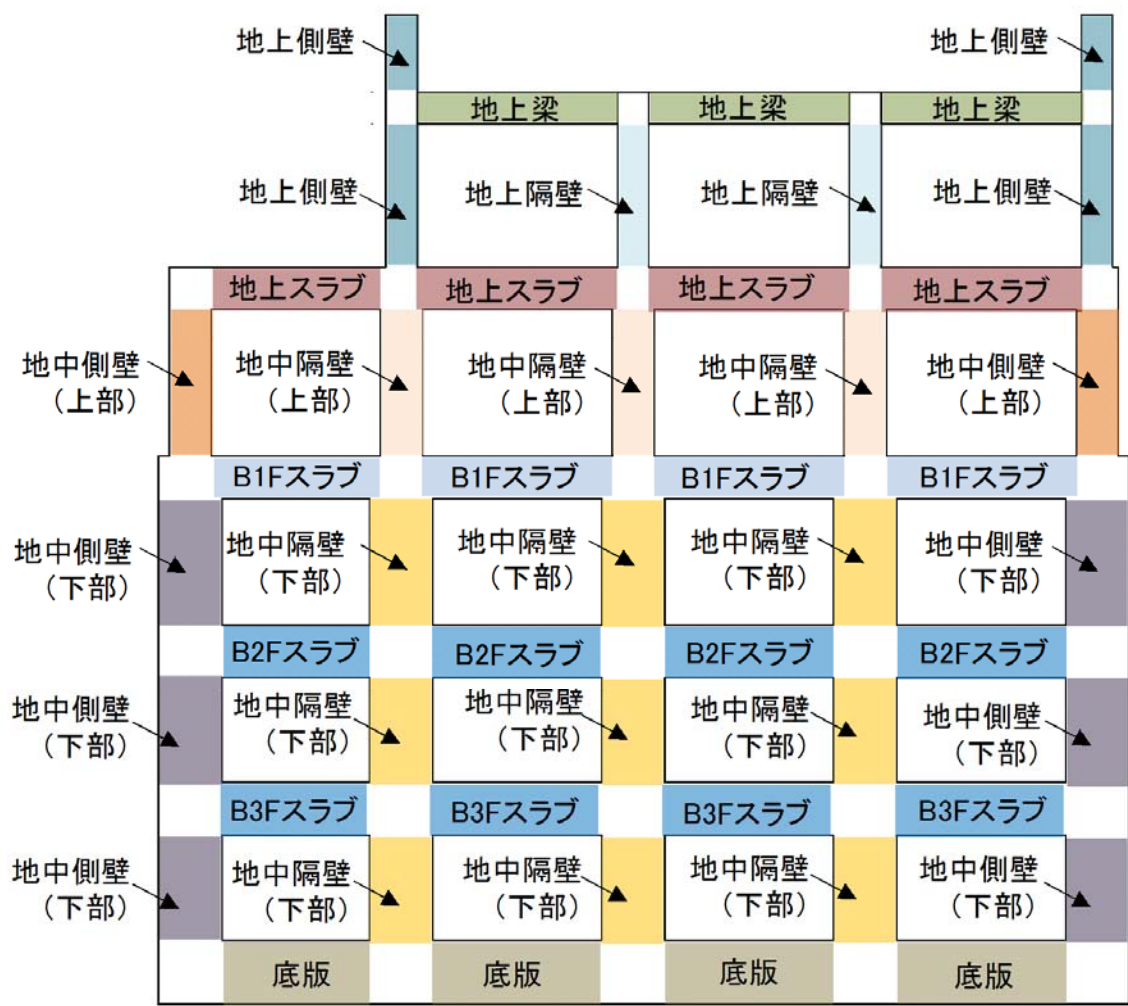 地上側壁
地上側壁
地上梁
地上梁
地上梁
地上側壁
地上隔壁
地上隔壁
地上側壁
地上スラブ
地上スラブ
地上スラブ
地上スラブ
地中側壁
（上部）
地中隔壁
（上部）
地中隔壁
（上部）
地中隔壁
（上部）
地中側壁
（上部）
B1Fスラブ
B1Fスラブ
B1Fスラブ
B1Fスラブ
地中側壁
（下部）
地中隔壁
（下部）
地中隔壁
（下部）
地中隔壁
（下部）
地中側壁
（下部）
B2Fスラブ
B2Fスラブ
B2Fスラブ
B2Fスラブ
地中側壁
（下部）
地中隔壁
（下部）
地中隔壁
（下部）
地中隔壁
（下部）
地中側壁
（下部）
B3Fスラブ
B3Fスラブ
B3Fスラブ
B3Fスラブ
地中側壁
（下部）
地中隔壁
（下部）
地中隔壁
（下部）
地中隔壁
（下部）
地中側壁
（下部）
底版
底版
底版
底版